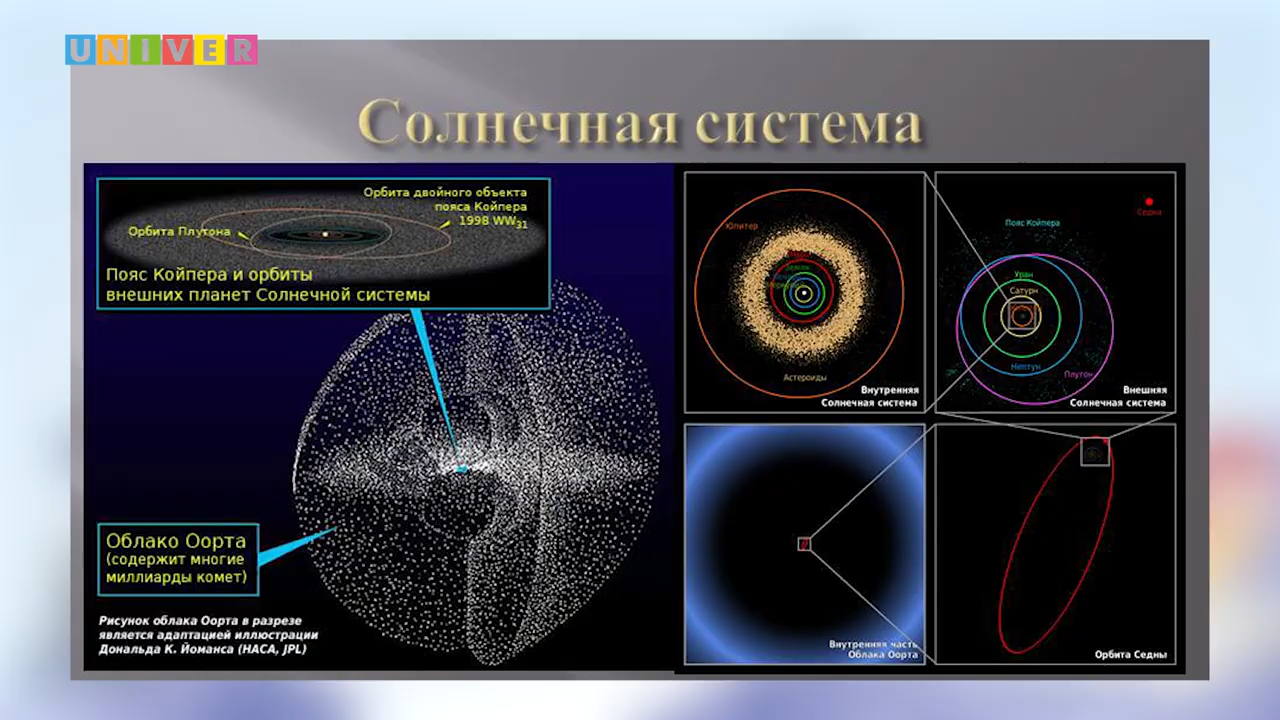 UNIVER
Солнечная система
Орбита двойного объекта
пояса Койпера
1998 WW31
Орбита Плутона
Пояс Койпера и орбиты
внешних планет Солнечной системы
Облако Оорта
(содержит многие
миллиарды комет)
Рисунок облака Оорта в разрезе
является адаптацией иллюстрации
Дональда К. Йоманса (НАСА, JPL)
Юпитер
Астероиды
Внутренняя
Солнечная система
Седна
Пояс Койпера
Уран
Сатурн
Нептун
Плутон
Внешняя
Солнечная система
Внутренняя часть
Облака Оорта
Орбита Седны